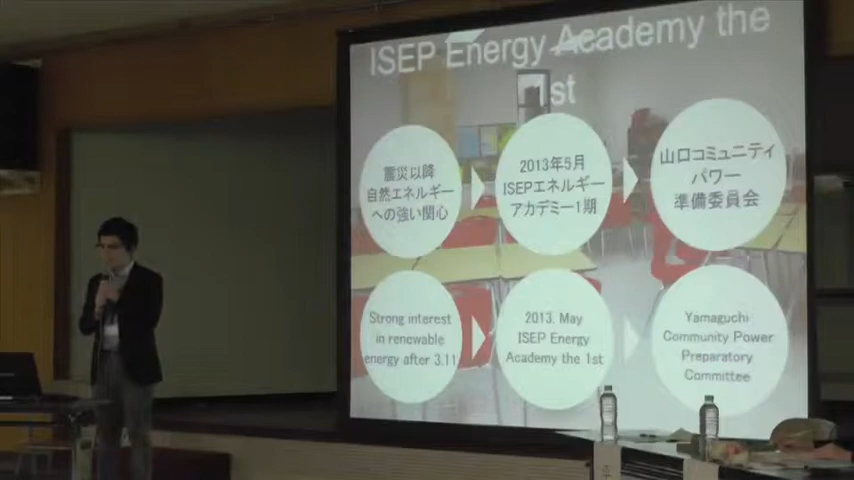 ISEP Energy Academy the
1st
震災以降
自然エネルギー
への強い関心
2013年5月
ISEPエネルギー
アカデミー1期
山口コミュニティ
パワー
準備委員会
Strong interest
in renewable
energy after 3.11
2013. May
ISEP Energy
Academy the 1st
Yamaguchi
Community Power
Preparatory
Committee